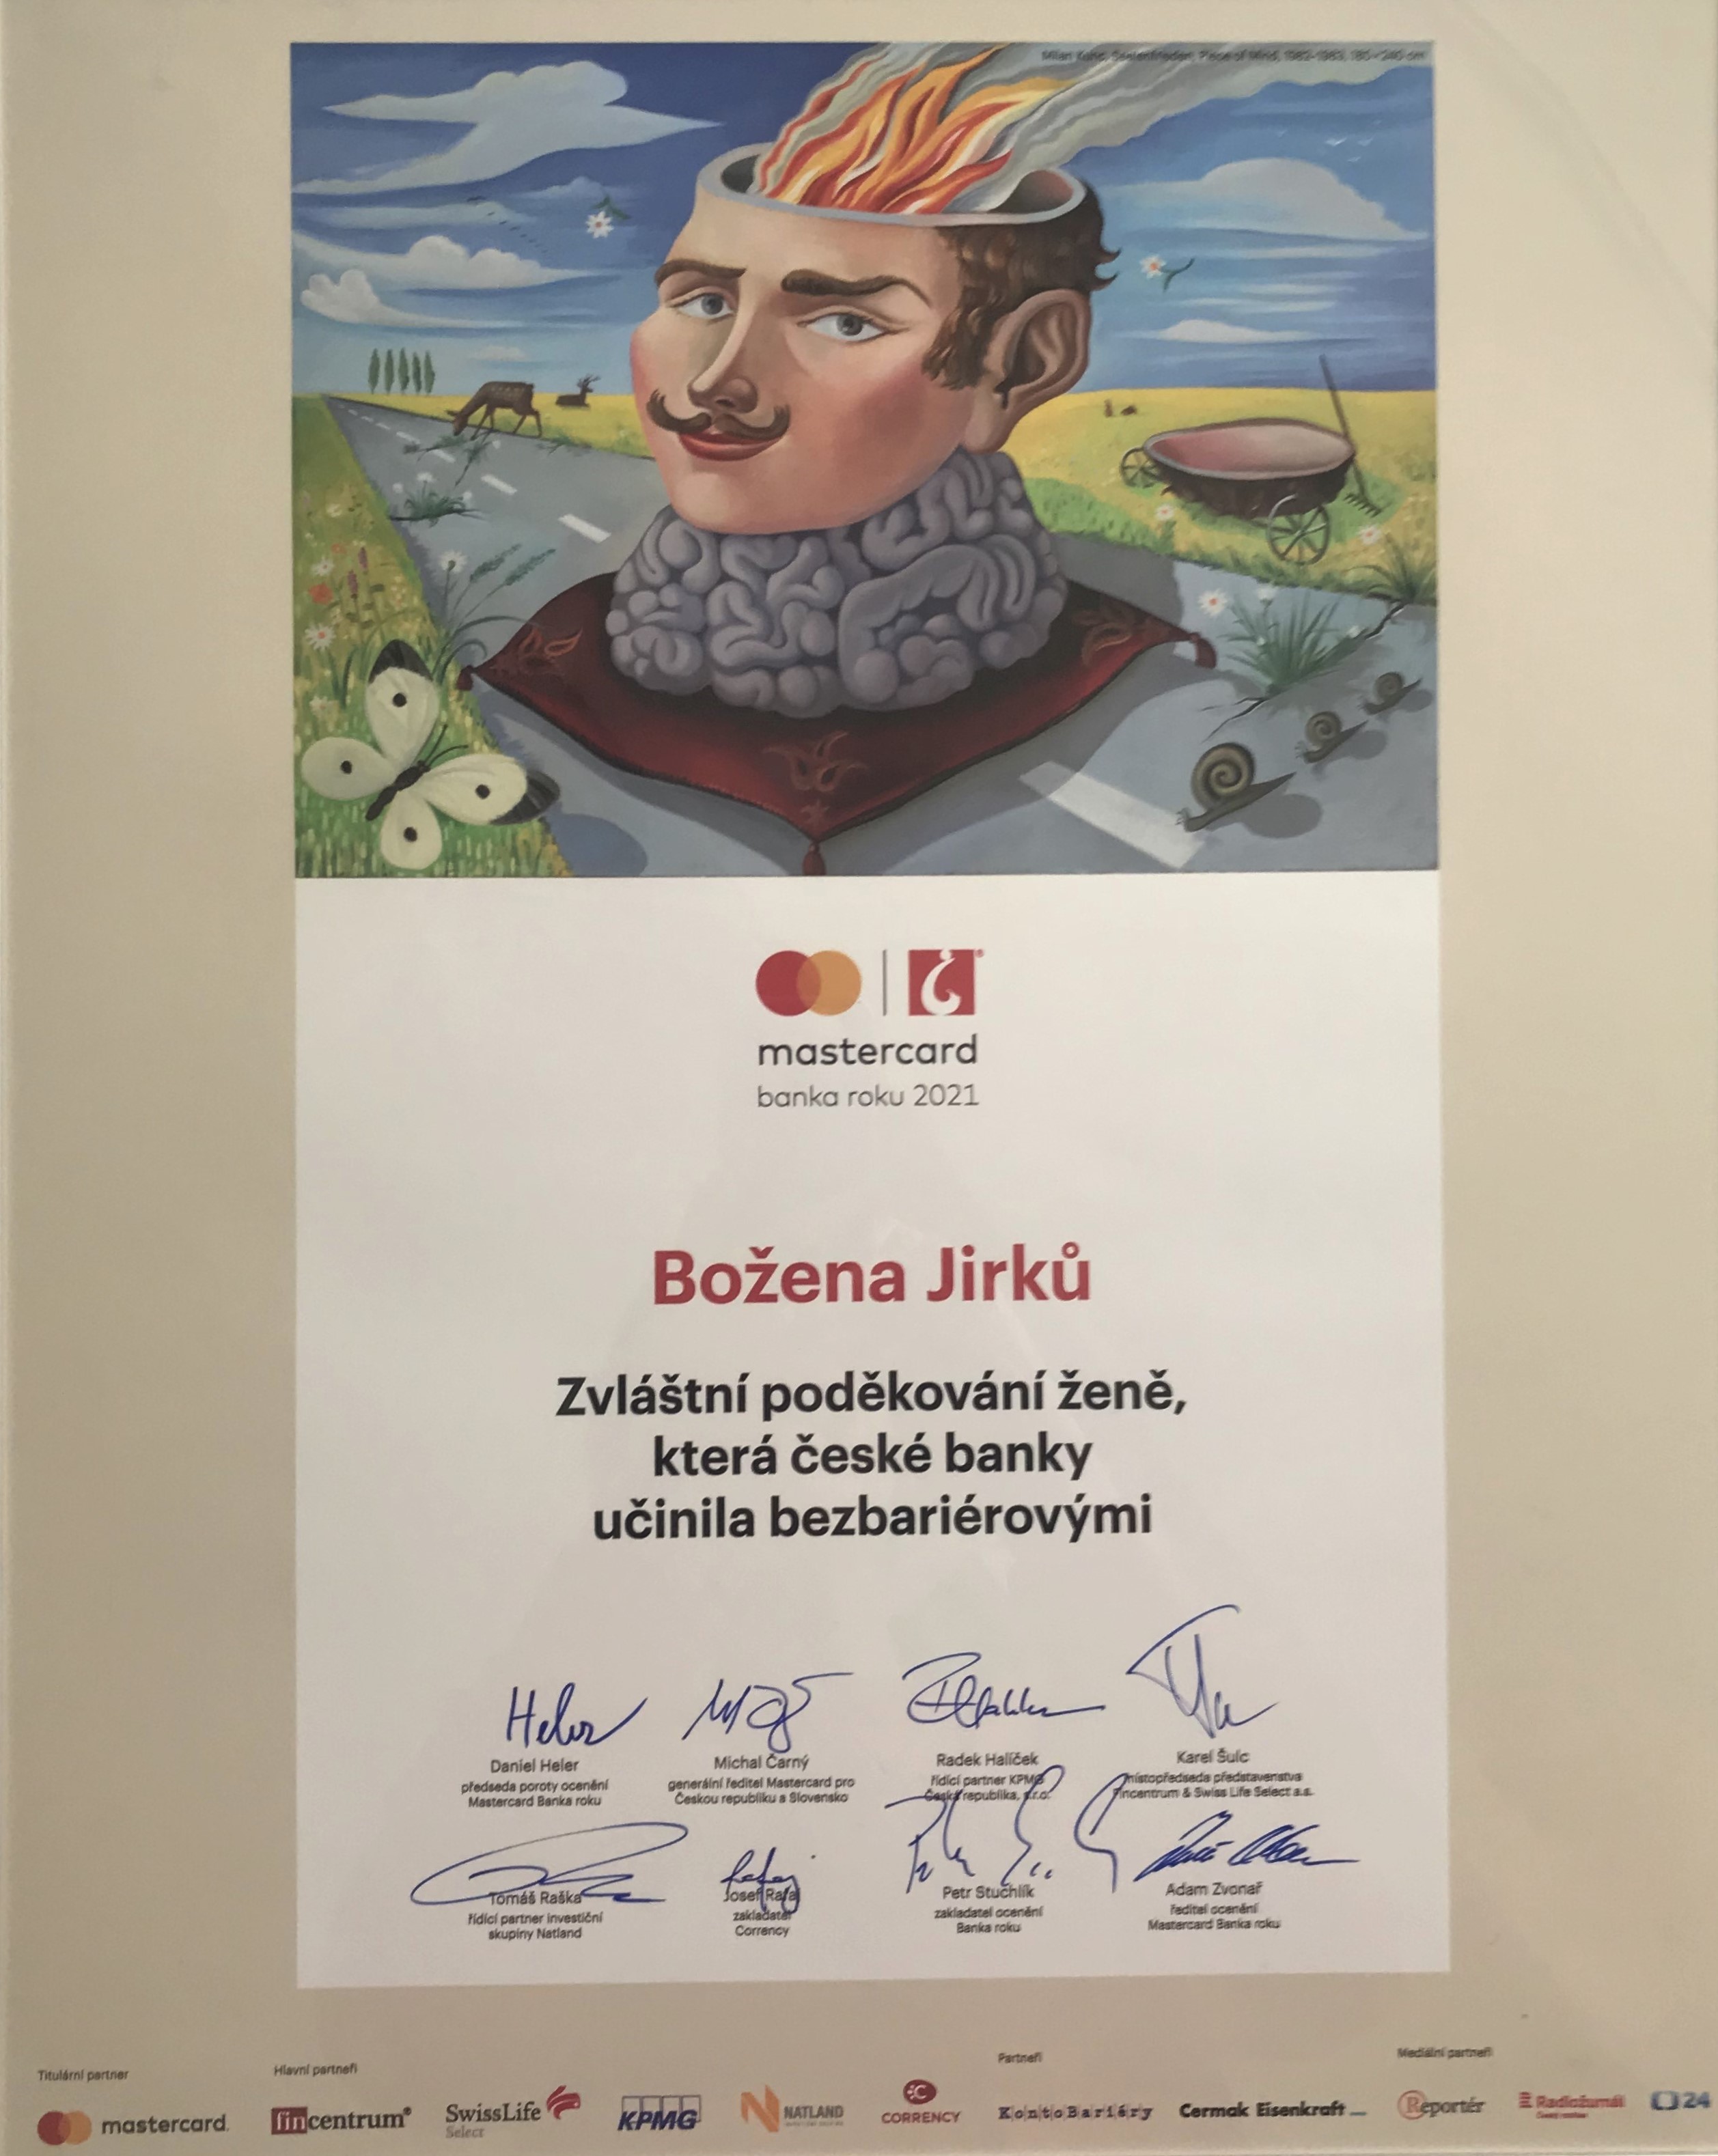 Milan Kunc, Seelenfrieden, Piece of Mind, 1982-1983, 185 × 240 cm
mastercard
banka roku 2021
Božena Jirků
Zvláštní poděkování ženě,
která české banky
učinila bezbariérovými
Heler
Daniel Heler
předseda poroty ocenění
Mastercard Banka roku
Michal Čarný
generální ředitel Mastercard pro
Českou republiku a Slovensko
Radek Halíček
řídící partner KPMG
Česká republika, s.r.o.
Karel Šulc
místopředseda představenstva
Fincentrum & Swiss Life Select a.s.
Tomáš Raška
řídící partner investiční
skupiny Natland
Josef Rafaj
zakladatel
Corrency
Petr Stuchlík
zakladatel ocenění
Banka roku
Adam Zvonař
ředitel ocenění
Mastercard Banka roku
Titulární partner
mastercard.
Hlavní partneři
fincentrum®
SwissLife
Select
KPMG
NATLAND
CORRENCY
Partneři
KontoBariéry
Cermak Eisenkraft
Mediální partneři
Reportér
Radiožurnál
24